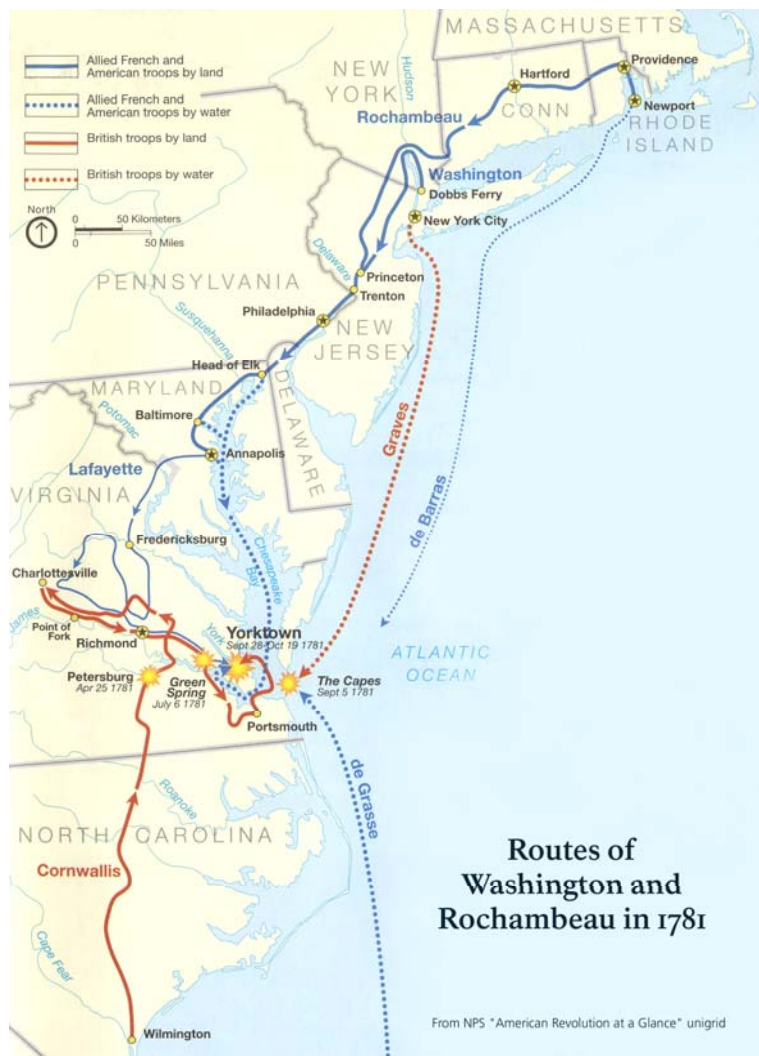 MASSACHUSETTS
Allied French and
American troops by land
Allied French and
American troops by water
British troops by land
British troops by water
North
0 50 Kilometers
0 50 Miles
NEW
YORK
Hudson
Hartford
Providence
CONN
Newport
RHODE
ISLAND
Rochambeau
Washington
Dobbs Ferry
New York City
Delaware
PENNSYLVANIA
Princeton
Trenton
Philadelphia
NEW
JERSEY
Susquehanna
Head of Elk
MARYLAND
DELAWARE
Baltimore
Potomac
Annapolis
Graves
de Barras
Lafayette
VIRGINIA
Fredericksburg
Chesapeake
Bay
Charlottesville
James
Point of
Fork
Richmond
York
Yorktown
Sept 28-Oct 19 1781
ATLANTIC
OCEAN
Petersburg
Apr 25 1781
Green
Spring
July 6 1781
The Capes
Sept 5 1781
Portsmouth
de Grasse
Roanoke
NORTH CAROLINA
Cornwallis
Cape Fear
Wilmington
Routes of
Washington and
Rochambeau in 1781
From NPS "American Revolution at a Glance" unigrid